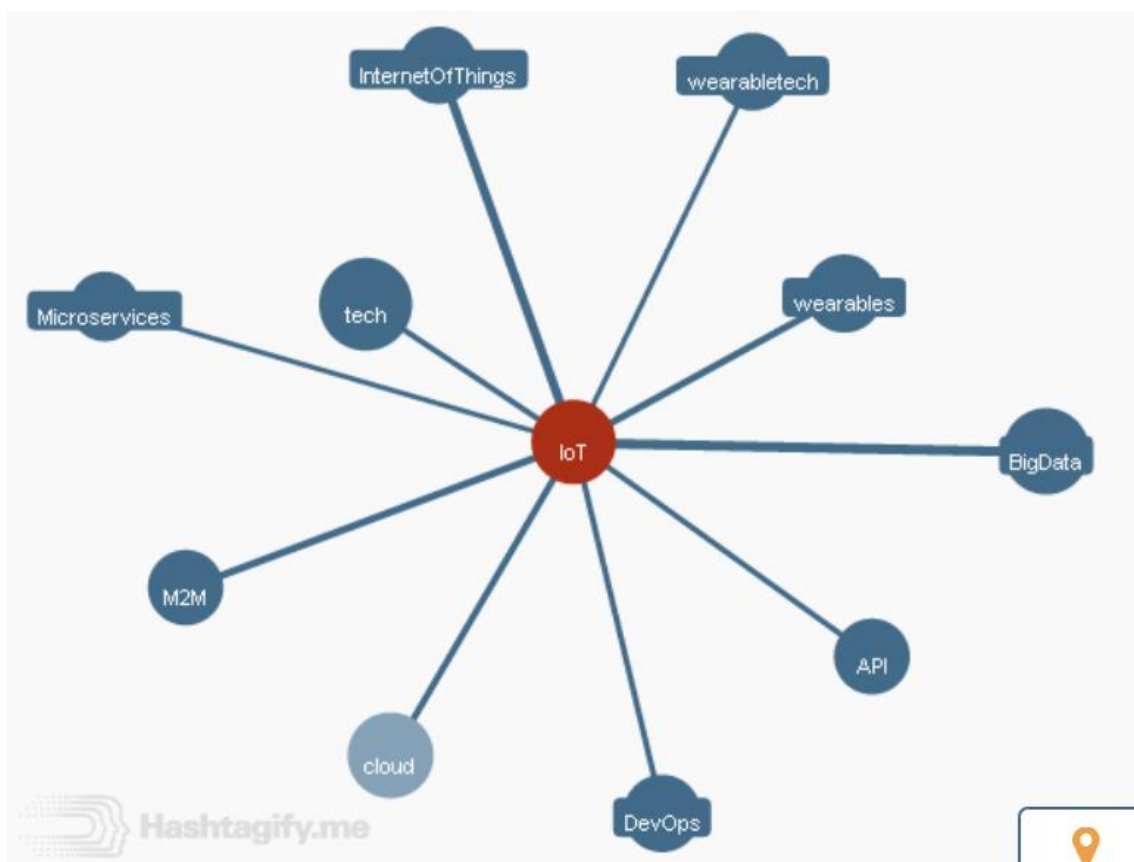 InternetOfThings
wearabletech
wearables
Microservices
tech
IoT
BigData
M2M
API
cloud
DevOps
Hashtagify.me